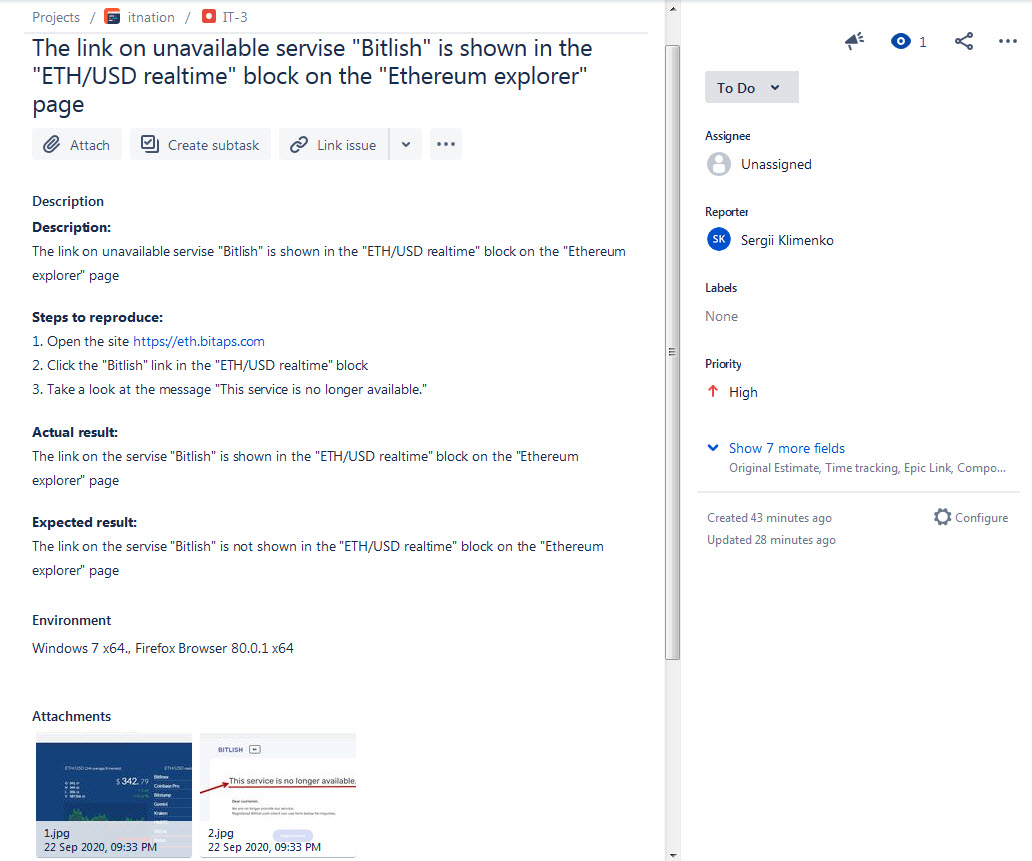 Projects / itnation / IT-3
The link on unavailable servise "Bitlish" is shown in the
"ETH/USD realtime" block on the "Ethereum explorer"
page
Attach
Create subtask
Link issue
Description
Description:
The link on unavailable servise "Bitlish" is shown in the "ETH/USD realtime" block on the "Ethereum
explorer" page
Steps to reproduce:
1. Open the site https://eth.bitaps.com
2. Click the "Bitlish" link in the "ETH/USD realtime" block
3. Take a look at the message "This service is no longer available."
Actual result:
The link on the servise "Bitlish" is shown in the "ETH/USD realtime" block on the "Ethereum
explorer" page
Expected result:
The link on the servise "Bitlish" is not shown in the "ETH/USD realtime" block on the "Ethereum
explorer" page
Environment
Windows 7 x64., Firefox Browser 80.0.1 x64
Attachments
$ 342.79
Bitfinex
Coinbase Pro
Bitstamp
Gemini
Kraken
1.jpg
22 Sep 2020, 09:33 PM
BITLISH
This service is no longer available.
Dear customer.
2.jpg
22 Sep 2020, 09:33 PM
1
To Do
Assignee
Unassigned
Reporter
SK Sergii Klimenko
Labels
None
Priority
High
Show 7 more fields
Original Estimate, Time tracking, Epic Link, Compo...
Created 43 minutes ago
Configure
Updated 28 minutes ago